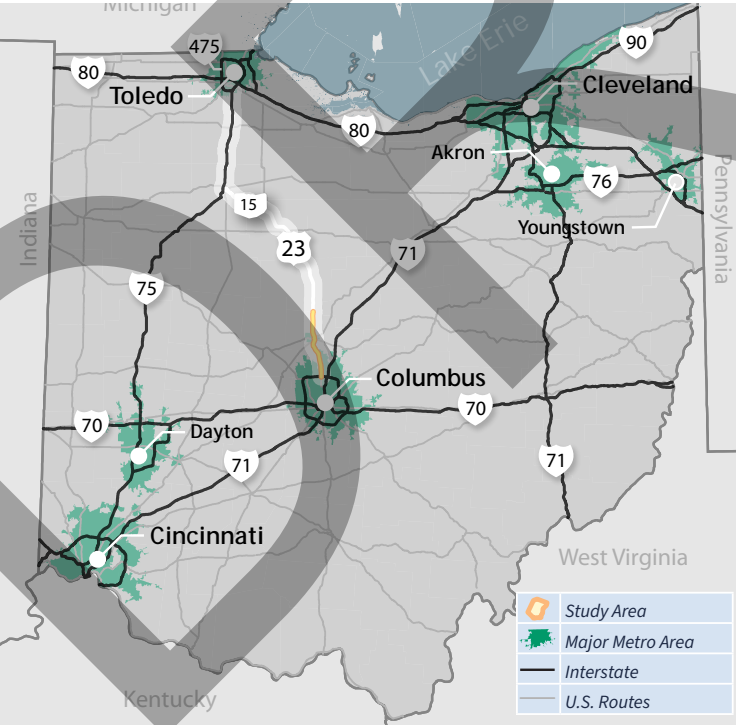 Michigan
475
90
80
Lake Erie
Cleveland
Toledo
80
Akron
76
Pennsylvania
Indiana
15
Youngstown
23
71
75
Columbus
70
70
Dayton
71
71
Cincinnati
West Virginia
Study Area
Major Metro Area
Interstate
U.S. Routes
Kentucky